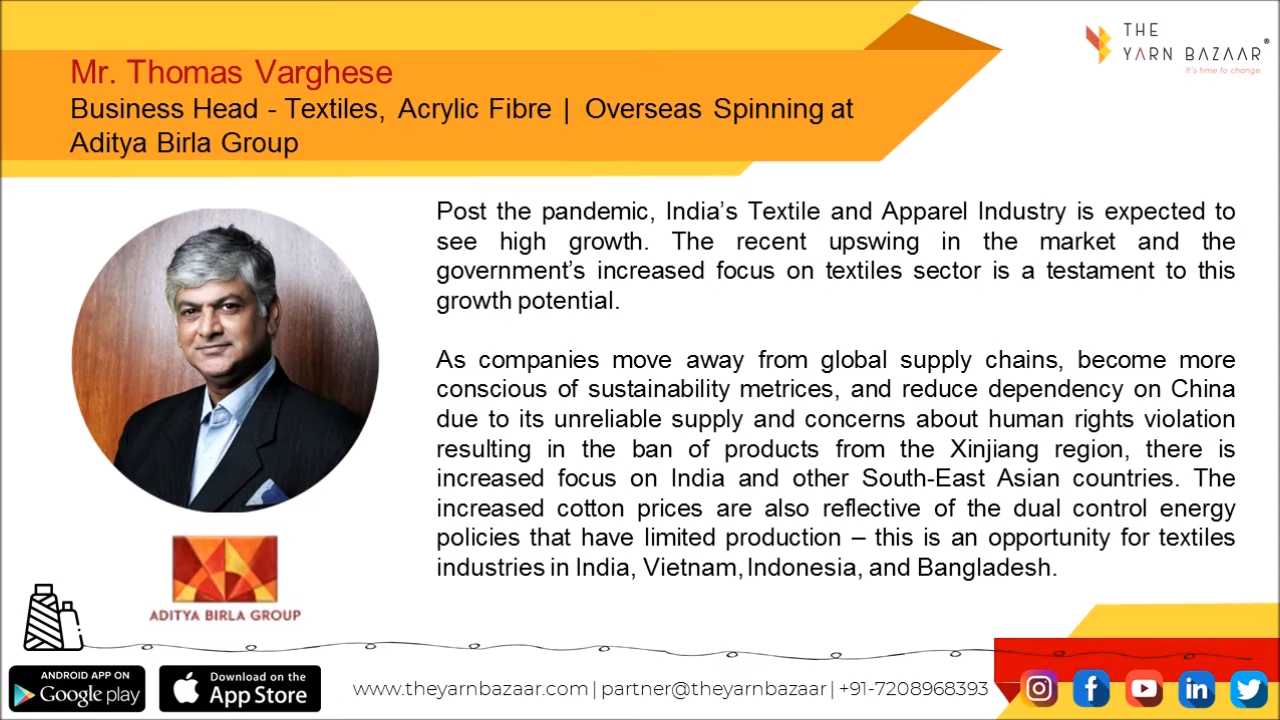 THE
YARN BAZAAR®
It's time to change
Mr. Thomas Varghese
Business Head - Textiles, Acrylic Fibre | Overseas Spinning at
Aditya Birla Group
Post the pandemic, India’s Textile and Apparel Industry is expected to
see high growth. The recent upswing in the market and the
government’s increased focus on textiles sector is a testament to this
growth potential.
As companies move away from global supply chains, become more
conscious of sustainability metrices, and reduce dependency on China
due to its unreliable supply and concerns about human rights violation
resulting in the ban of products from the Xinjiang region, there is
increased focus on India and other South-East Asian countries. The
increased cotton prices are also reflective of the dual control energy
policies that have limited production – this is an opportunity for textiles
industries in India, Vietnam, Indonesia, and Bangladesh.
ADITYA BIRLA GROUP
ANDROID APP ON
Google play
Download on the
App Store
www.theyarnbazaar.com | partner@theyarnbazaar | +91-7208968393